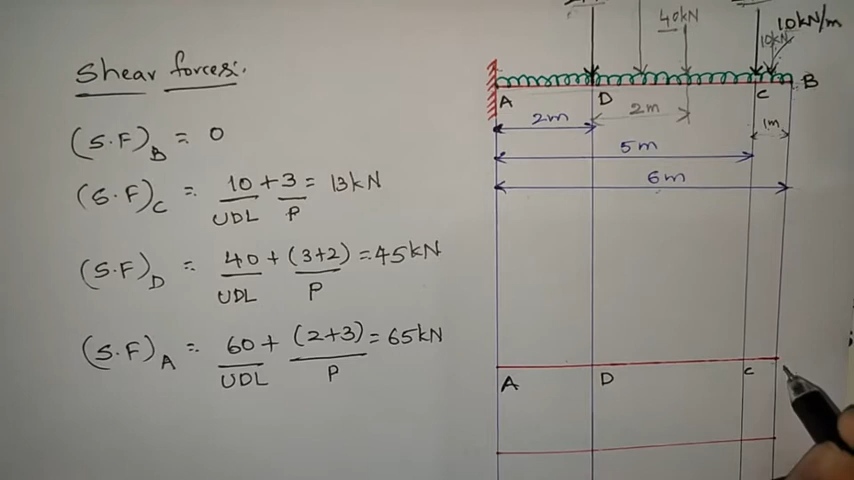 Shear forces:
(S.F)B = 0
(S.F)C = 10 + 3 = 13kN
UDL P
(S.F)D = 40 + (3+2) = 45kN
UDL P
(S.F)A = 60 + (2+3) = 65kN
UDL P
40kN
10kN/m
10kN
A D C B
2m 2m 1m
5m
6m
A D C